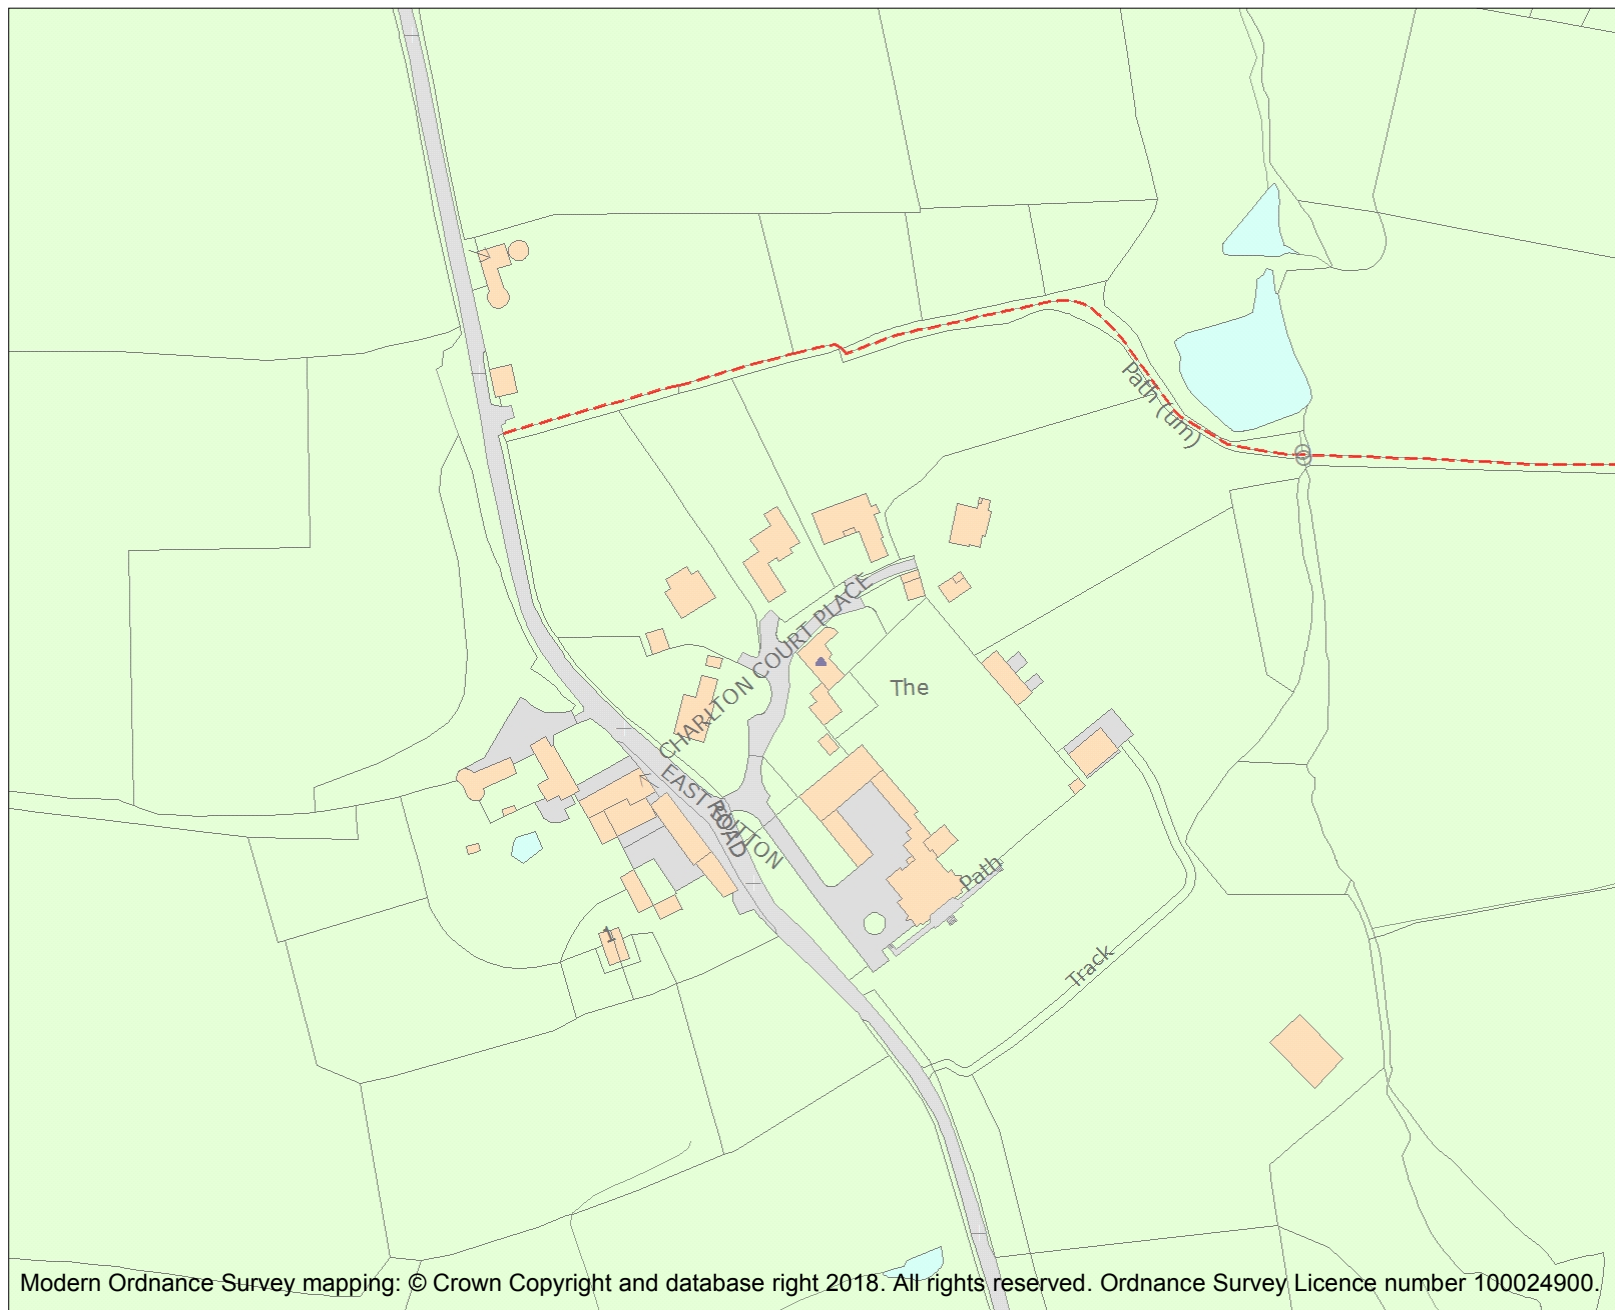 Path (um)
CHARLTON COURT PLACE
The
EAST SUTTON
ROAD
Path
1
Track
Modern Ordnance Survey mapping: © Crown Copyright and database right 2018. All rights reserved. Ordnance Survey Licence number 100024900.